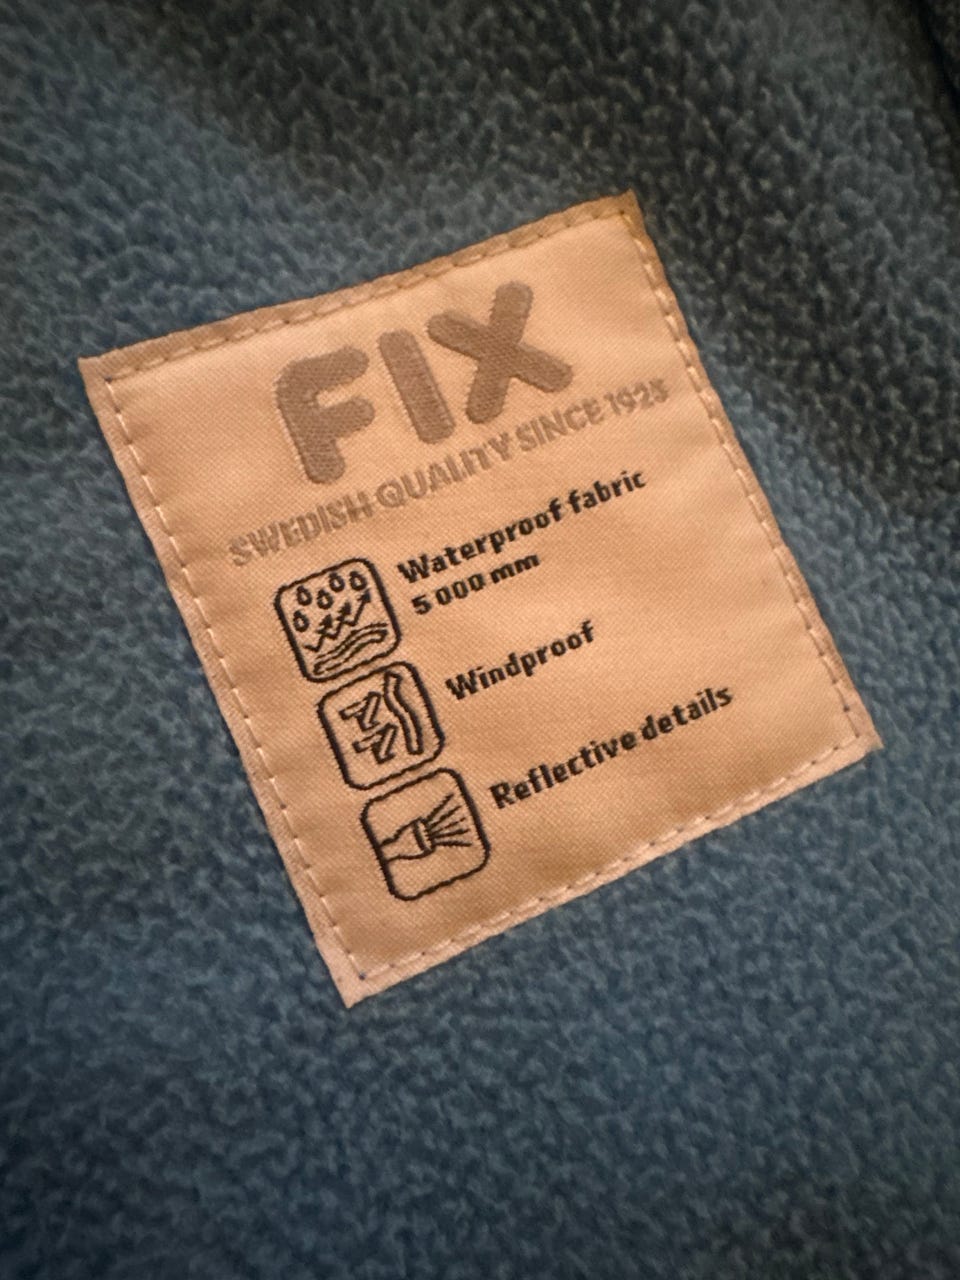 FIX
SWEDISH QUALITY SINCE 1925
Waterproof fabric
5 000 mm
Windproof
Reflective details